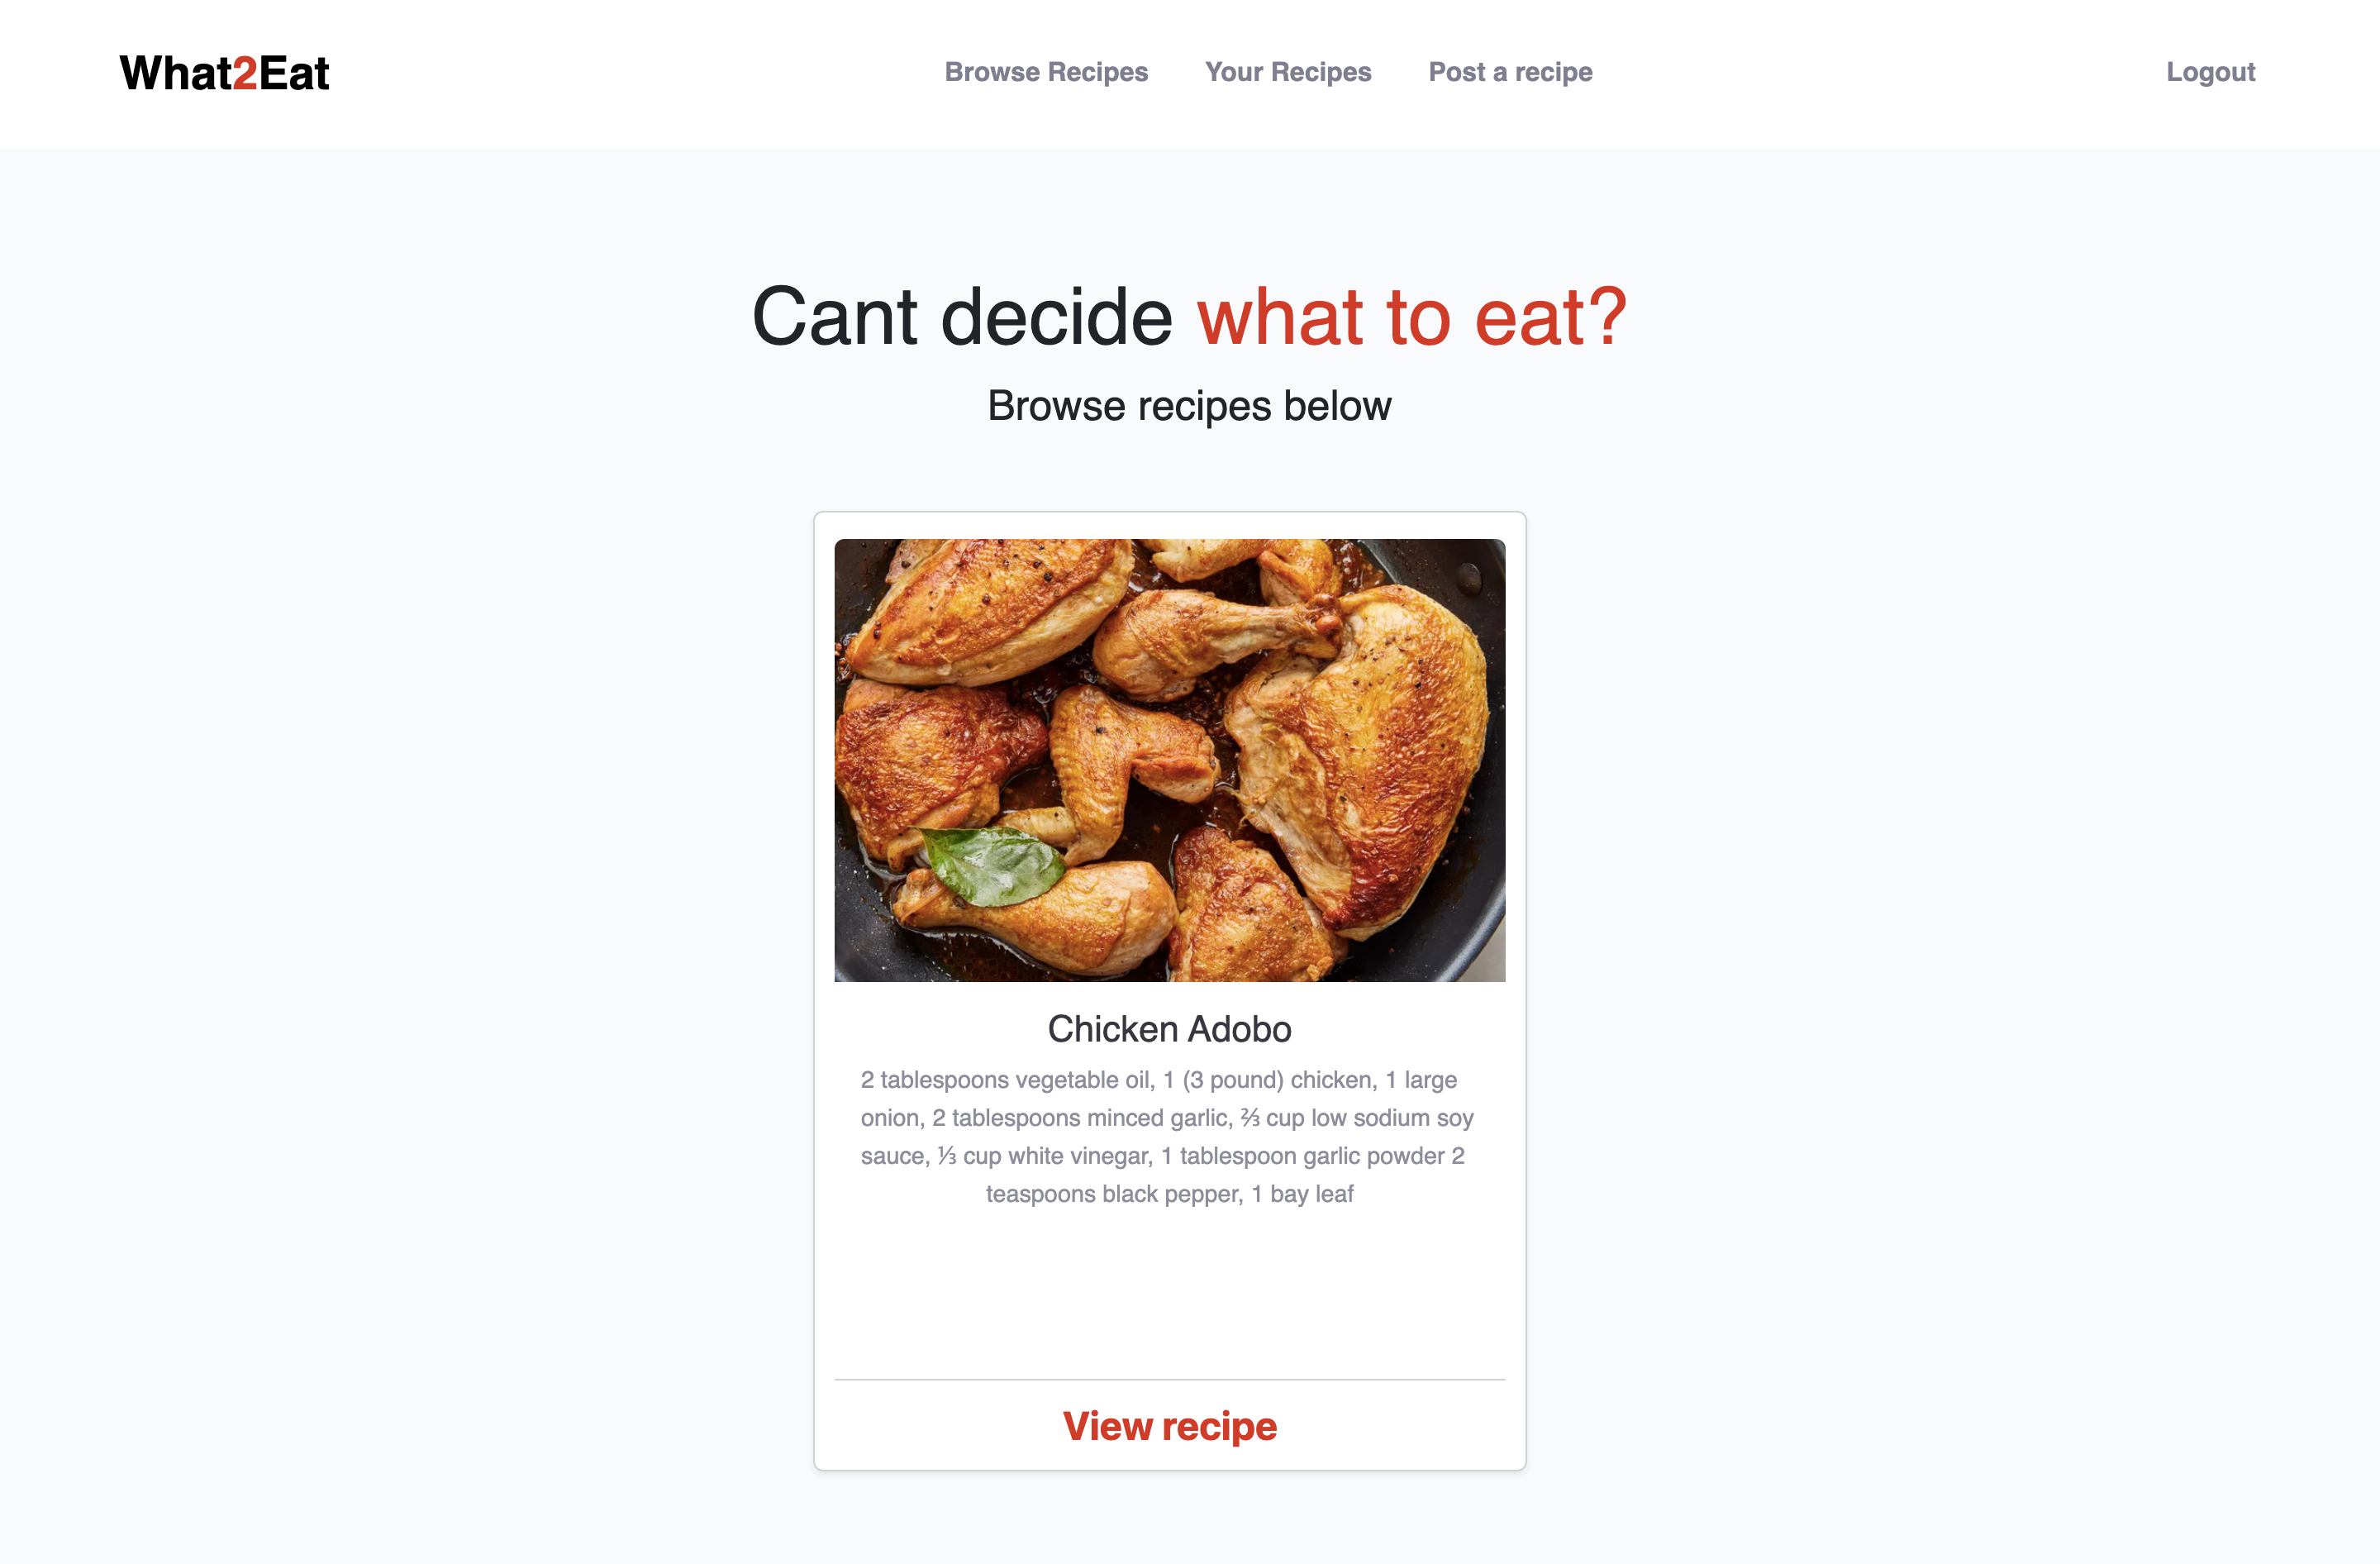 What2Eat
Browse Recipes
Your Recipes
Post a recipe
Logout
Cant decide what to eat?
Browse recipes below
Chicken Adobo
2 tablespoons vegetable oil, 1 (3 pound) chicken, 1 large
onion, 2 tablespoons minced garlic, ⅔ cup low sodium soy
sauce, ⅓ cup white vinegar, 1 tablespoon garlic powder 2
teaspoons black pepper, 1 bay leaf
View recipe